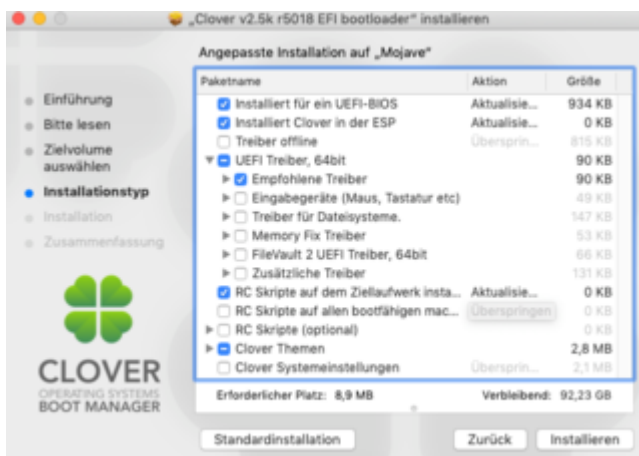 „Clover v2.5k r5018 EFI bootloader“ installieren
Angepasste Installation auf „Mojave“
Paketname Aktion Größe
Installiert für ein UEFI-BIOS Aktualisie... 934 KB
Installiert Clover in der ESP Aktualisie... 0 KB
Treiber offline Übersprin... 815 KB
UEFI Treiber, 64bit 90 KB
Empfohlene Treiber 90 KB
Eingabegeräte (Maus, Tastatur etc) 49 KB
Treiber für Dateisysteme. 147 KB
Memory Fix Treiber 53 KB
FileVault 2 UEFI Treiber, 64bit 66 KB
Zusätzliche Treiber 131 KB
RC Skripte auf dem Ziellaufwerk insta... Aktualisie... 0 KB
RC Skripte auf allen bootfähigen mac... Überspringen 0 KB
RC Skripte (optional) 0 KB
Clover Themen 2,8 MB
Clover Systemeinstellungen Übersprin... 2,1 MB
Erforderlicher Platz: 8,9 MB Verbleibend: 92,23 GB
Einführung
Bitte lesen
Zielvolume
auswählen
Installationstyp
Installation
Zusammenfassung
CLOVER
OPERATING SYSTEMS
BOOT MANAGER
Standardinstallation Zurück Installieren